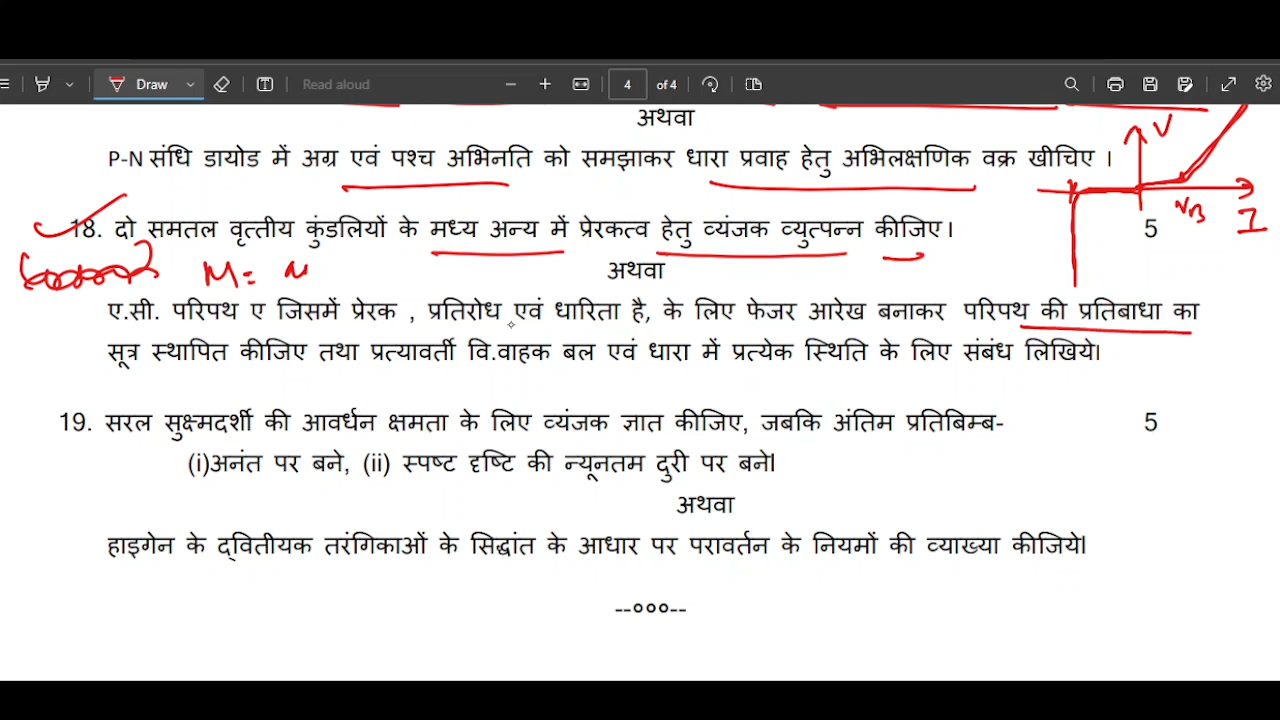 Draw
Read aloud
4 of 4
अथवा
P-N संधि डायोड में अग्र एवं पश्च अभिनति को समझाकर धारा प्रवाह हेतु अभिलक्षणिक वक्र खीचिए ।
V
VB
I
18. दो समतल वृत्तीय कुंडलियों के मध्य अन्य में प्रेरकत्व हेतु व्यंजक व्युत्पन्न कीजिए। 5
M=
अथवा
ए.सी. परिपथ ए जिसमें प्रेरक , प्रतिरोध एवं धारिता है, के लिए फेजर आरेख बनाकर परिपथ की प्रतिबाधा का
सूत्र स्थापित कीजिए तथा प्रत्यावर्ती वि.वाहक बल एवं धारा में प्रत्येक स्थिति के लिए संबंध लिखिये।
19. सरल सुक्ष्मदर्शी की आवर्धन क्षमता के लिए व्यंजक ज्ञात कीजिए, जबकि अंतिम प्रतिबिम्ब- 5
(i)अनंत पर बने, (ii) स्पष्ट दृष्टि की न्यूनतम दुरी पर बने।
अथवा
हाइगेन के द्वितीयक तरंगिकाओं के सिद्धांत के आधार पर परावर्तन के नियमों की व्याख्या कीजिये।
--०००--